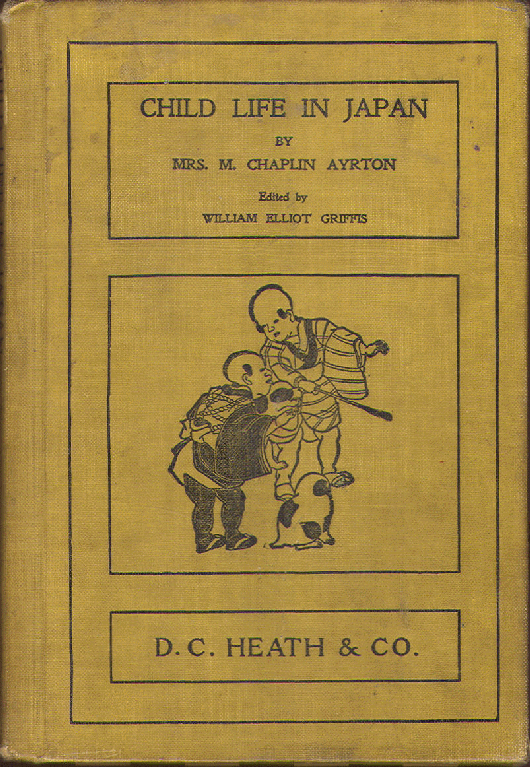 CHILD LIFE IN JAPAN
BY
MRS. M. CHAPLIN AYRTON
Edited by
WILLIAM ELLIOT GRIFFIS
D. C. HEATH & CO.